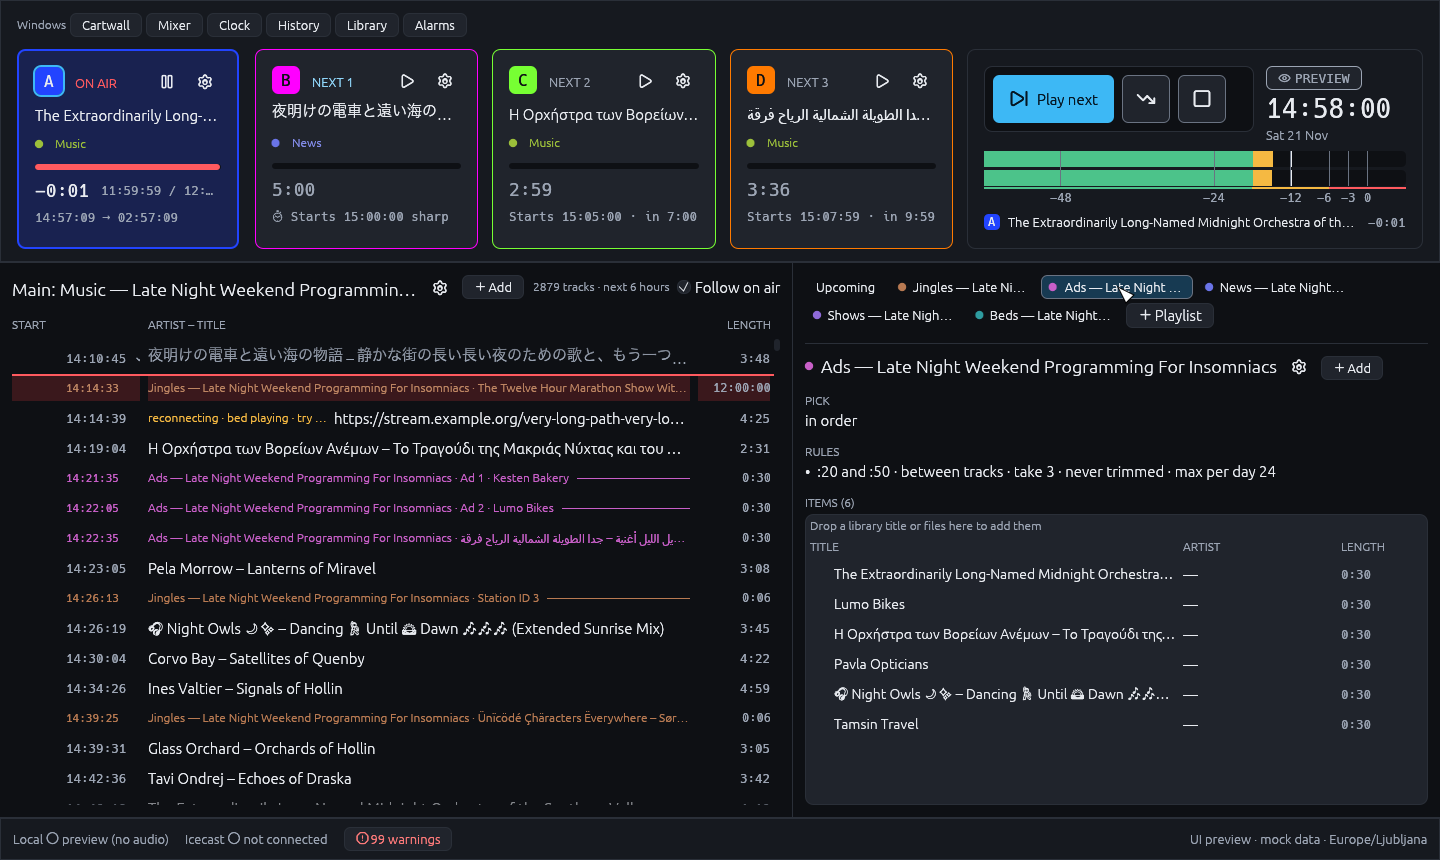 Windows Cartwall Mixer Clock History Library Alarms
A ON AIR
The Extraordinarily Long-…
Music
−0:01 11:59:59 / 12:…
14:57:09 → 02:57:09
B NEXT 1
夜明けの電車と遠い海の…
News
5:00
Starts 15:00:00 sharp
C NEXT 2
Η Ορχήστρα των Βορείων…
Music
2:59
Starts 15:05:00 · in 7:00
D NEXT 3
جدا الطويلة الشمالية الرياح فرقة…
Music
3:36
Starts 15:07:59 · in 9:59
Play next
PREVIEW
14:58:00
Sat 21 Nov
−48 −24 −12 −6 −3 0
A The Extraordinarily Long-Named Midnight Orchestra of th… −0:01
Main: Music — Late Night Weekend Programmin… + Add 2879 tracks · next 6 hours Follow on air
START ARTIST – TITLE LENGTH
14:10:45 夜明けの電車と遠い海の物語 – 静かな街の長い長い夜のための歌と、もう一つ… 3:48
14:14:33 Jingles — Late Night Weekend Programming For Insomniacs · The Twelve Hour Marathon Show Wit… 12:00:00
14:14:39 reconnecting · bed playing · try … https://stream.example.org/very-long-path-very-lo… 4:25
14:19:04 Η Ορχήστρα των Βορείων Ανέμων – Το Τραγούδι της Μακριάς Νύχτας και του … 2:31
14:21:35 Ads — Late Night Weekend Programming For Insomniacs · Ad 1 · Kesten Bakery 0:30
14:22:05 Ads — Late Night Weekend Programming For Insomniacs · Ad 2 · Lumo Bikes 0:30
14:22:35 Ads — Late Night Weekend Programming For Insomniacs · فرقة الرياح الشمالية الطويلة جدا – أغنية الليل يل… 0:30
14:23:05 Pela Morrow – Lanterns of Miravel 3:08
14:26:13 Jingles — Late Night Weekend Programming For Insomniacs · Station ID 3 0:06
14:26:19 🎧 Night Owls 🌙✨ – Dancing 💃 Until 🌅 Dawn 🎶🎶🎶 (Extended Sunrise Mix) 3:45
14:30:04 Corvo Bay – Satellites of Quenby 4:22
14:34:26 Ines Valtier – Signals of Hollin 4:59
14:39:25 Jingles — Late Night Weekend Programming For Insomniacs · Ünïcödé Çhäracters Ëverywhere – Sør… 0:06
14:39:31 Glass Orchard – Orchards of Hollin 3:05
14:42:36 Tavi Ondrej – Echoes of Draska 3:42
Upcoming Jingles — Late Ni… Ads — Late Night … News — Late Night…
Shows — Late Nigh… Beds — Late Night… + Playlist
Ads — Late Night Weekend Programming For Insomniacs + Add
PICK
in order
RULES
• :20 and :50 · between tracks · take 3 · never trimmed · max per day 24
ITEMS (6)
Drop a library title or files here to add them
TITLE ARTIST LENGTH
The Extraordinarily Long-Named Midnight Orchestra… — 0:30
Lumo Bikes — 0:30
Η Ορχήστρα των Βορείων Ανέμων – Το Τραγούδι της… — 0:30
Pavla Opticians — 0:30
🎧 Night Owls 🌙✨ – Dancing 💃 Until 🌅 Dawn 🎶🎶… — 0:30
Tamsin Travel — 0:30
Local preview (no audio) Icecast not connected 99 warnings UI preview · mock data · Europe/Ljubljana